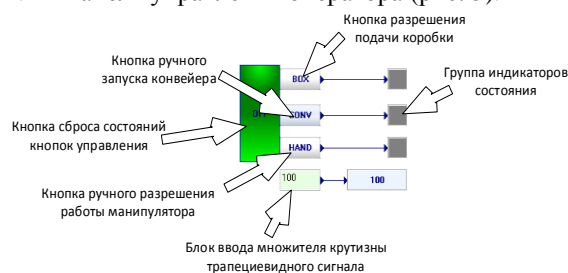 Кнопка разрешения
подачи коробки
Кнопка ручного
запуска конвейера
Группа индикаторов
состояния
BOX
CONV
Кнопка сброса состояний
кнопок управления
HAND
100
100
Кнопка ручного разрешения
работы манипулятора
Блок ввода множителя крутизны
трапециевидного сигнала